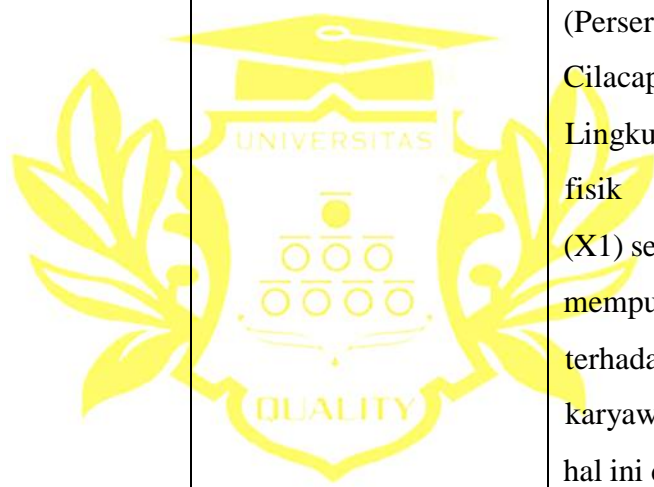 (Perser
Cilacap
Lingku
fisik
(X1) se
mempu
terhada
karyaw
hal ini
UNIVERSITAS
QUALITY